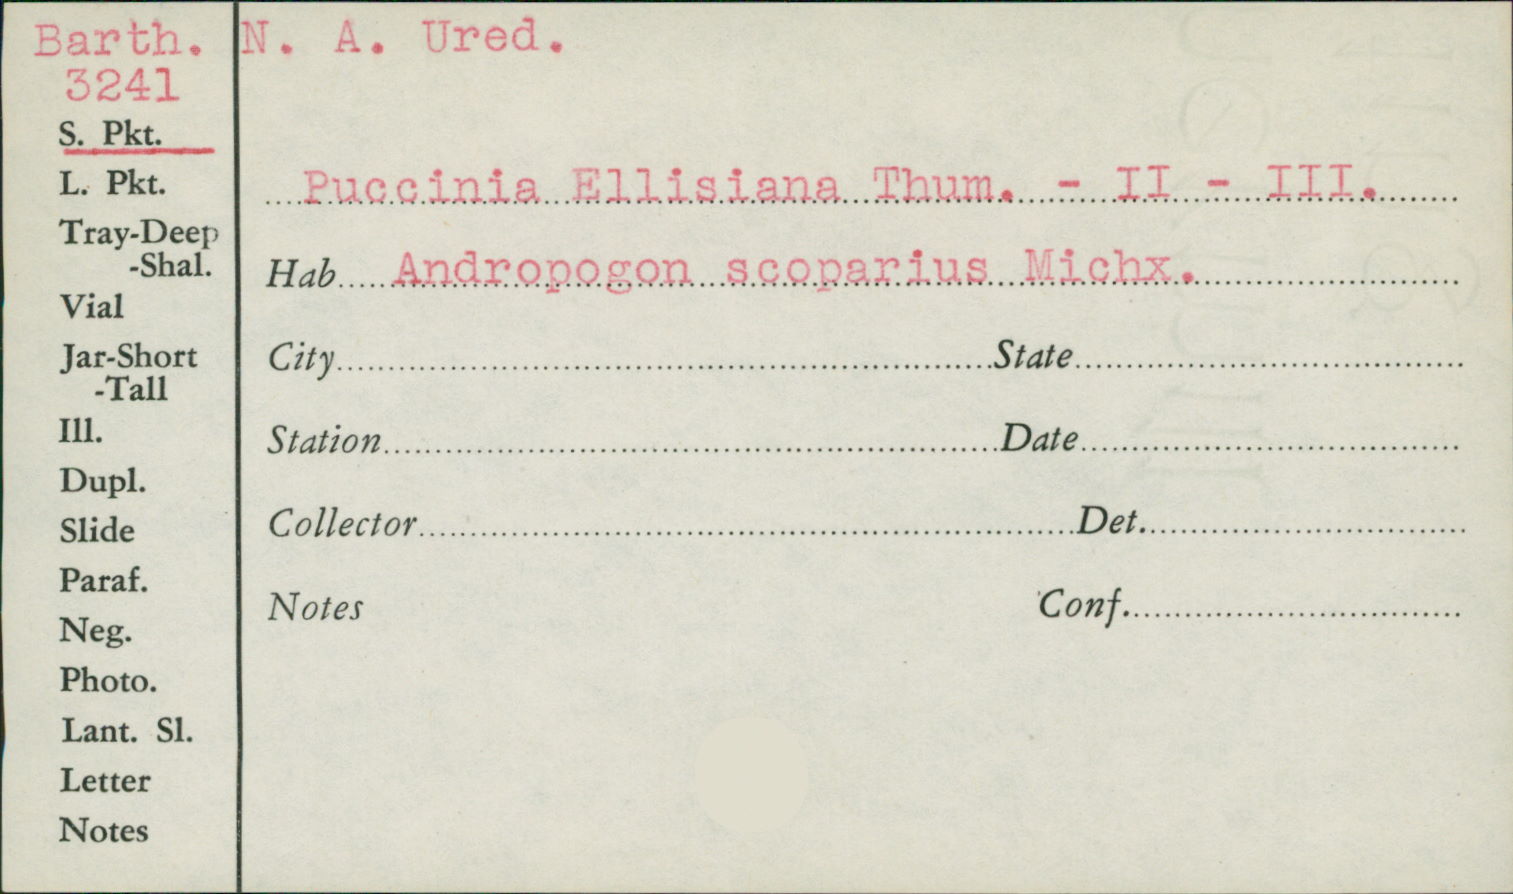 Barth. N. A. Ured.
3241
S. Pkt.
L. Pkt.
Tray-Deep
-Shal.
Vial
Jar-Short
-Tall
Ill.
Dupl.
Slide
Paraf.
Neg.
Photo.
Lant. Sl.
Letter
Notes
Puccinia Ellisiana Thum. - II - III.
Hab Andropogon scoparius Michx.
City State
Station Date
Collector Det.
Notes Conf.